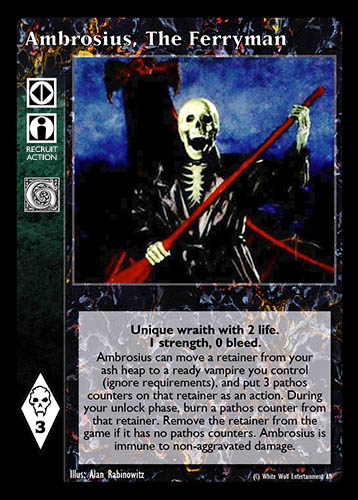 Ambrosius, The Ferryman
RECRUIT
ACTION
Unique wraith with 2 life.
1 strength, 0 bleed.
Ambrosius can move a retainer from your
ash heap to a ready vampire you control
(ignore requirements), and put 3 pathos
counters on that retainer as an action. During
your unlock phase, burn a pathos counter from
that retainer. Remove the retainer from the
game if it has no pathos counters. Ambrosius is
immune to non-aggravated damage.
3
Illus: Alan Rabinowitz
(C) White Wolf Entertainment AB